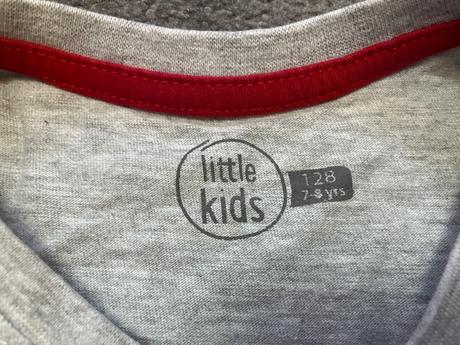 little
kids
128
7-8 yrs